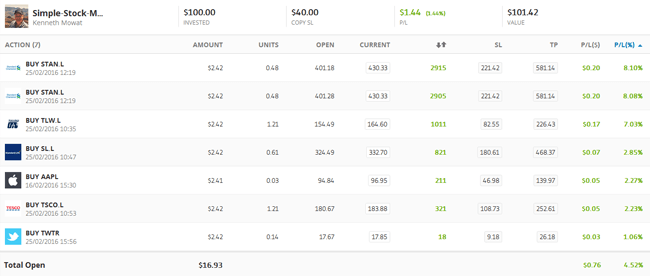 Simple-Stock-M... $100.00 $40.00 $1.44 (1.44%) $101.42
Kenneth Mowat INVESTED COPY SL P/L VALUE
ACTION (7) AMOUNT UNITS OPEN CURRENT SL TP P/L($) P/L(%)
BUY STAN.L $2.42 0.48 401.18 430.33 2915 221.42 581.14 $0.20 8.10%
25/02/2016 12:19
BUY STAN.L $2.42 0.48 401.28 430.33 2905 221.42 581.14 $0.20 8.08%
25/02/2016 12:19
BUY TLW.L $2.42 1.21 154.49 164.60 1011 82.55 226.43 $0.17 7.03%
25/02/2016 10:35
BUY SL.L $2.42 0.61 324.49 332.70 821 180.61 468.37 $0.07 2.85%
25/02/2016 10:47
BUY AAPL $2.41 0.03 94.84 96.95 211 46.98 139.97 $0.05 2.27%
16/02/2016 15:30
BUY TSCO.L $2.42 1.21 180.67 183.88 321 108.73 252.61 $0.05 2.23%
25/02/2016 10:53
BUY TWTR $2.42 0.14 17.67 17.85 18 9.18 26.18 $0.03 1.06%
25/02/2016 15:56
Total Open $16.93 $0.76 4.52%